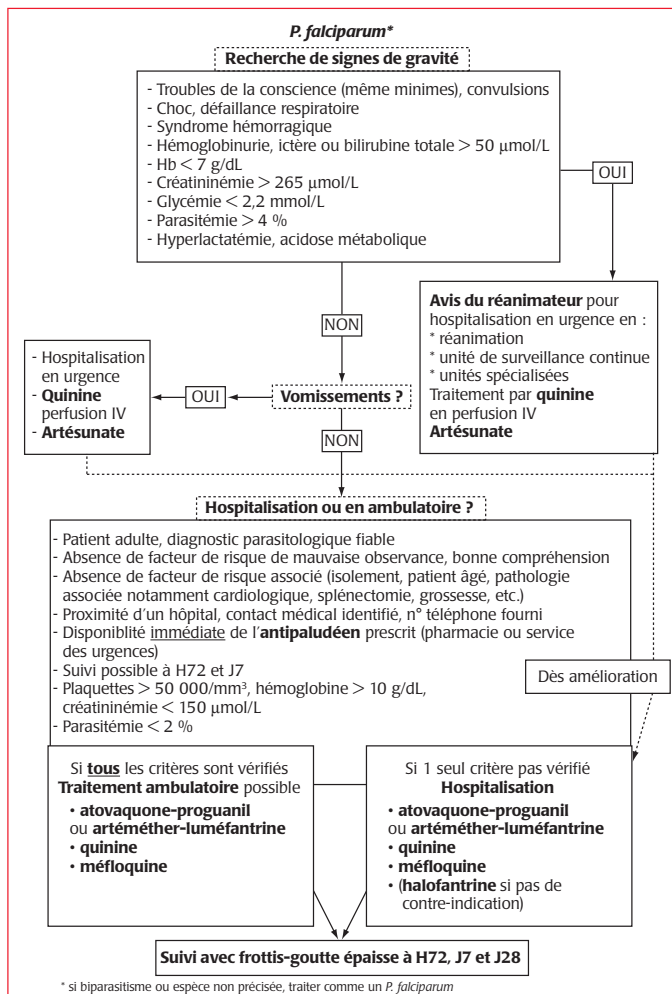 P. falciparum*
Recherche de signes de gravité
- Troubles de la conscience (même minimes), convulsions
- Choc, défaillance respiratoire
- Syndrome hémorragique
- Hémoglobinurie, ictère ou bilirubine totale > 50 µmol/L
- Hb < 7 g/dL
- Créatininémie > 265 µmol/L
- Glycémie < 2,2 mmol/L
- Parasitémie > 4 %
- Hyperlactatémie, acidose métabolique
OUI
NON
Avis du réanimateur pour
hospitalisation en urgence en :
* réanimation
* unité de surveillance continue
* unités spécialisées
Traitement par quinine
en perfusion IV
Artésunate
- Hospitalisation
en urgence
- Quinine
perfusion IV
- Artésunate
OUI
Vomissements ?
NON
Hospitalisation ou en ambulatoire ?
- Patient adulte, diagnostic parasitologique fiable
- Absence de facteur de risque de mauvaise observance, bonne compréhension
- Absence de facteur de risque associé (isolement, patient âgé, pathologie
associée notamment cardiologique, splénectomie, grossesse, etc.)
- Proximité d'un hôpital, contact médical identifié, n° téléphone fourni
- Disponiblité immédiate de l'antipaludéen prescrit (pharmacie ou service
des urgences)
- Suivi possible à H72 et J7
- Plaquettes > 50 000/mm³, hémoglobine > 10 g/dL,
créatininémie < 150 µmol/L
- Parasitémie < 2 %
Dès amélioration
Si tous les critères sont vérifiés
Traitement ambulatoire possible
• atovaquone-proguanil
ou artéméther-luméfantrine
• quinine
• méfloquine
Si 1 seul critère pas vérifié
Hospitalisation
• atovaquone-proguanil
ou artéméther-luméfantrine
• quinine
• méfloquine
• (halofantrine si pas de
contre-indication)
Suivi avec frottis-goutte épaisse à H72, J7 et J28
* si biparasitisme ou espèce non précisée, traiter comme un P. falciparum